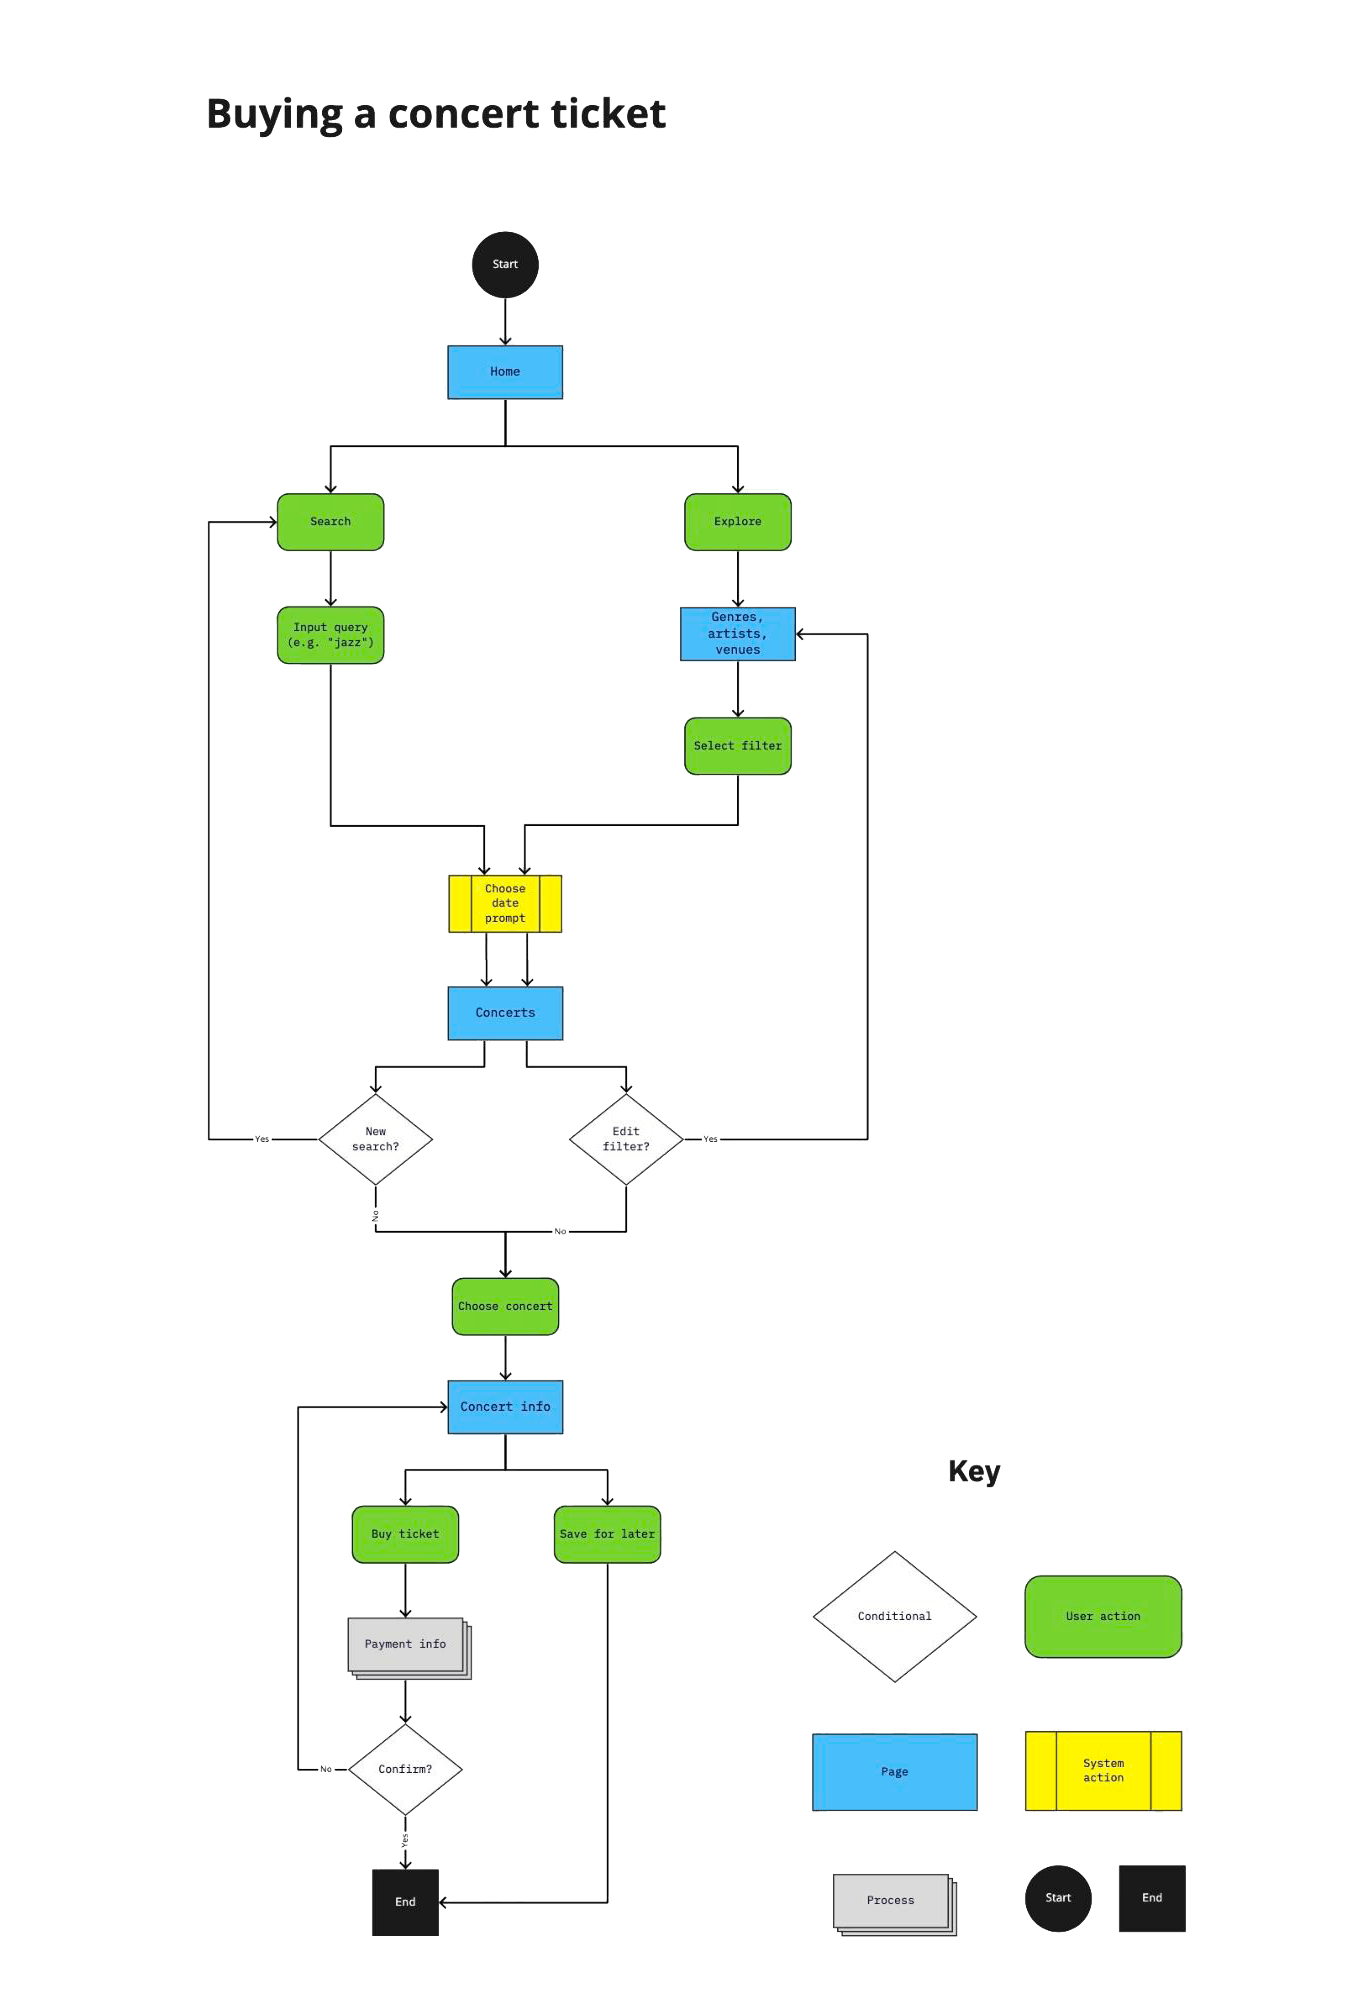 Buying a concert ticket
Start
Home
Search
Explore
Input query
(e.g. "jazz")
Genres,
artists,
venues
Select filter
Choose
date
prompt
Concerts
New
search?
Edit
filter?
Yes
Yes
No
No
Choose concert
Concert info
Buy ticket
Save for later
Payment info
Confirm?
No
Yes
End
Key
Conditional
User action
Page
System
action
Process
Start
End